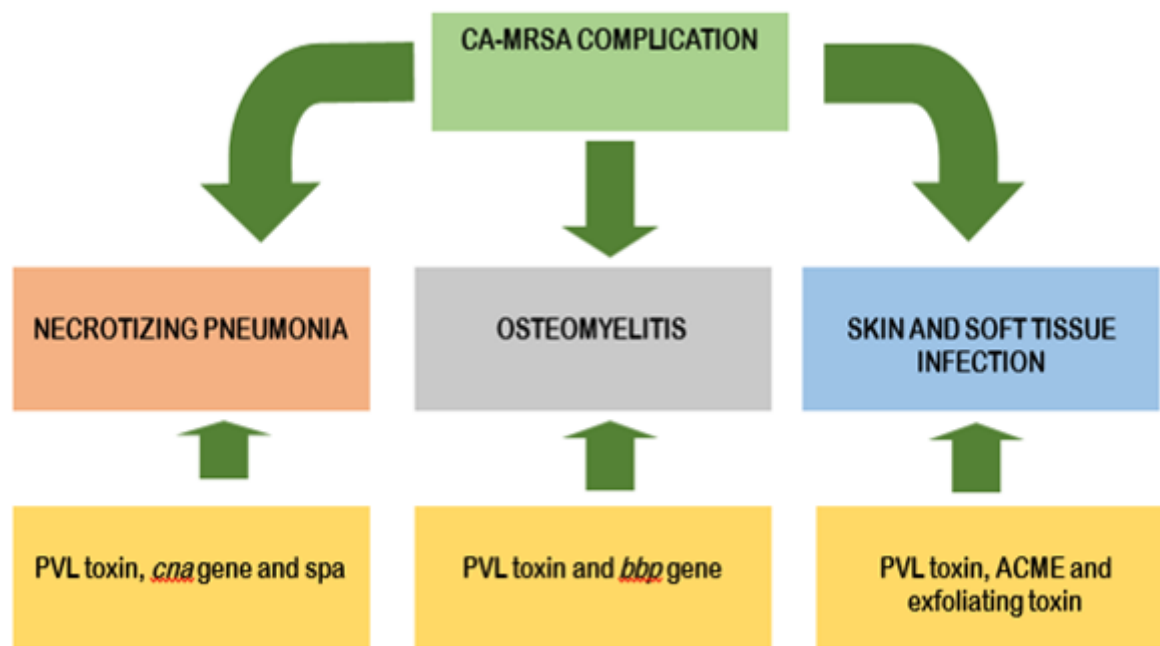 CA-MRSA COMPLICATION
NECROTIZING PNEUMONIA
OSTEOMYELITIS
SKIN AND SOFT TISSUE
INFECTION
PVL toxin, cna gene and spa
PVL toxin and bbp gene
PVL toxin, ACME and
exfoliating toxin